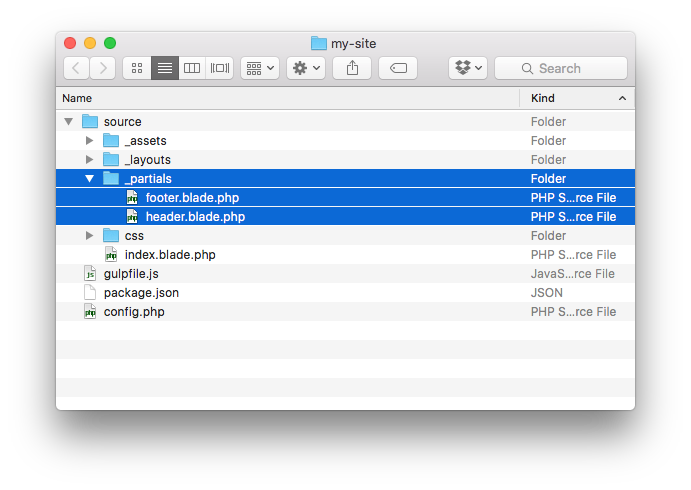 my-site
Search
Name Kind
source Folder
_assets Folder
_layouts Folder
_partials Folder
footer.blade.php PHP S...rce File
header.blade.php PHP S...rce File
css Folder
index.blade.php PHP S...rce File
gulpfile.js JavaS...rce File
package.json JSON
config.php PHP S...rce File